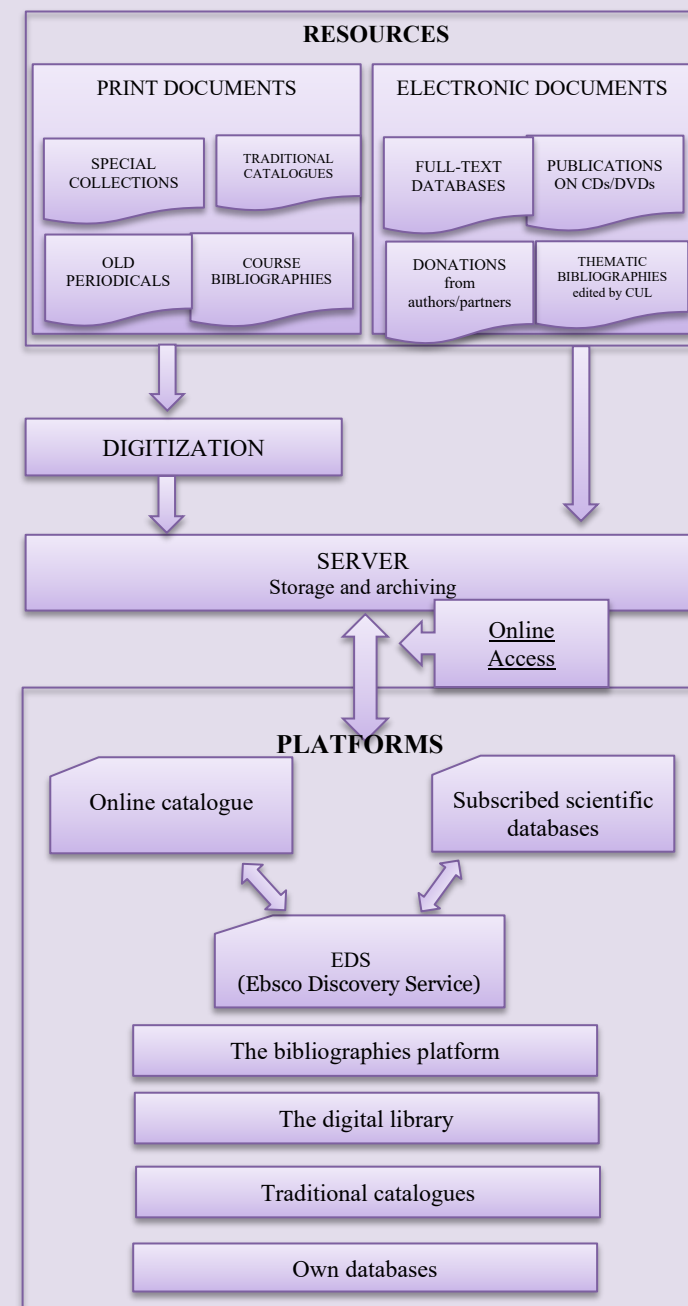 RESOURCES
PRINT DOCUMENTS
SPECIAL
COLLECTIONS
TRADITIONAL
CATALOGUES
OLD
PERIODICALS
COURSE
BIBLIOGRAPHIES
ELECTRONIC DOCUMENTS
FULL-TEXT
DATABASES
PUBLICATIONS
ON CDs/DVDs
DONATIONS
from
authors/partners
THEMATIC
BIBLIOGRAPHIES
edited by CUL
DIGITIZATION
SERVER
Storage and archiving
Online
Access
PLATFORMS
Online catalogue
Subscribed scientific
databases
EDS
(Ebsco Discovery Service)
The bibliographies platform
The digital library
Traditional catalogues
Own databases